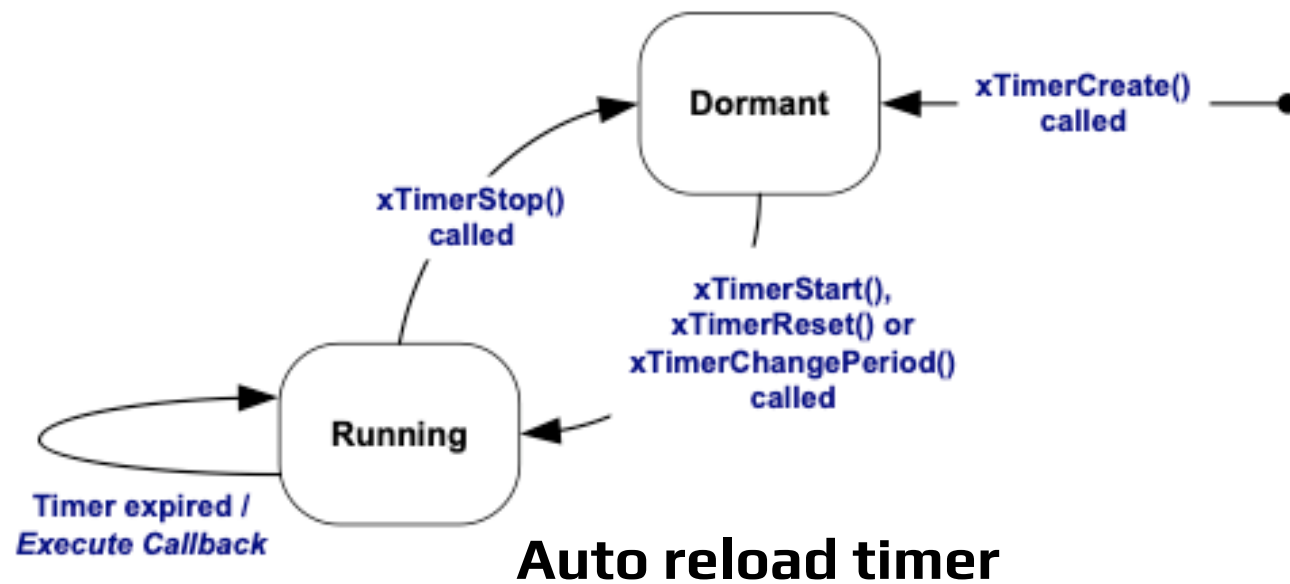 xTimerCreate()
called
Dormant
xTimerStop()
called
xTimerStart(),
xTimerReset() or
xTimerChangePeriod()
called
Running
Timer expired /
Execute Callback
Auto reload timer